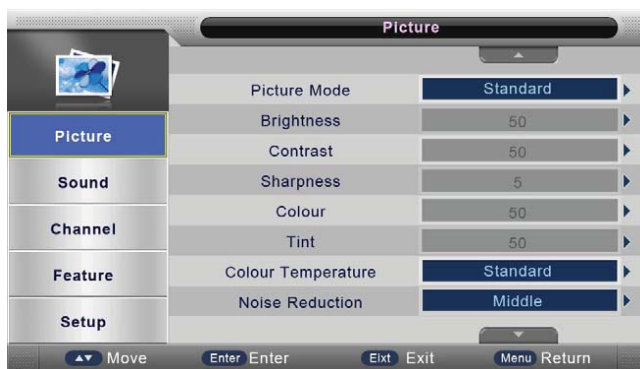 Picture
Picture
Sound
Channel
Feature
Setup
Picture Mode Standard
Brightness 50
Contrast 50
Sharpness 5
Colour 50
Tint 50
Colour Temperature Standard
Noise Reduction Middle
Move Enter Enter Eixt Exit Menu Return